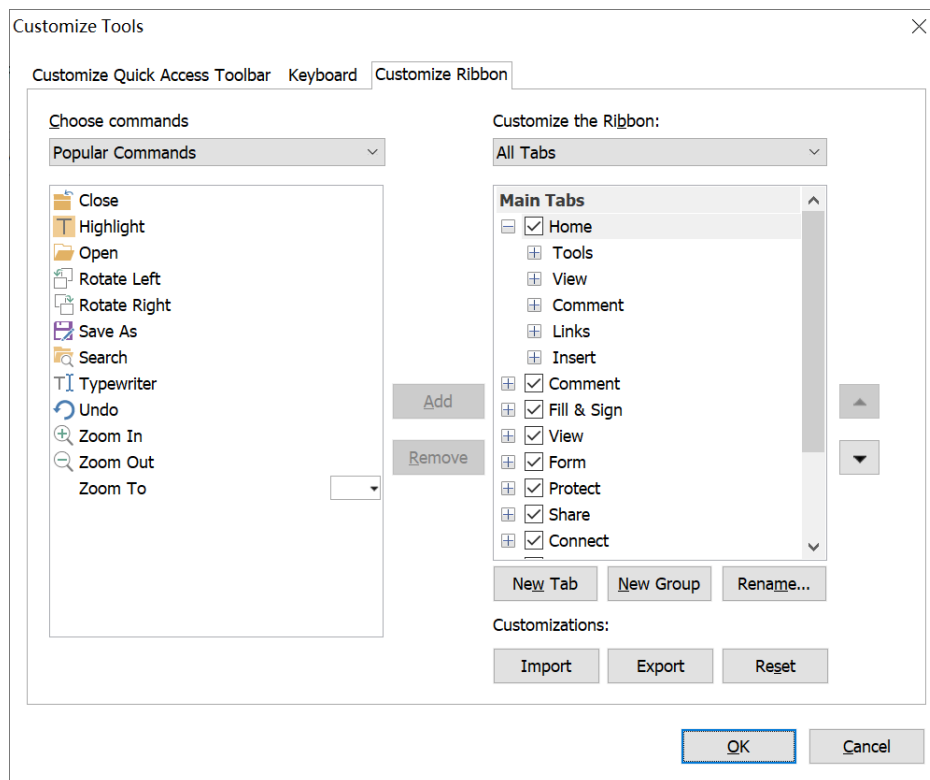 Customize Tools
Customize Quick Access Toolbar Keyboard Customize Ribbon
Choose commands
Popular Commands
Close
Highlight
Open
Rotate Left
Rotate Right
Save As
Search
Typewriter
Undo
Zoom In
Zoom Out
Zoom To
Add
Remove
Customize the Ribbon:
All Tabs
Main Tabs
Home
Tools
View
Comment
Links
Insert
Comment
Fill & Sign
View
Form
Protect
Share
Connect
New Tab New Group Rename...
Customizations:
Import Export Reset
OK Cancel